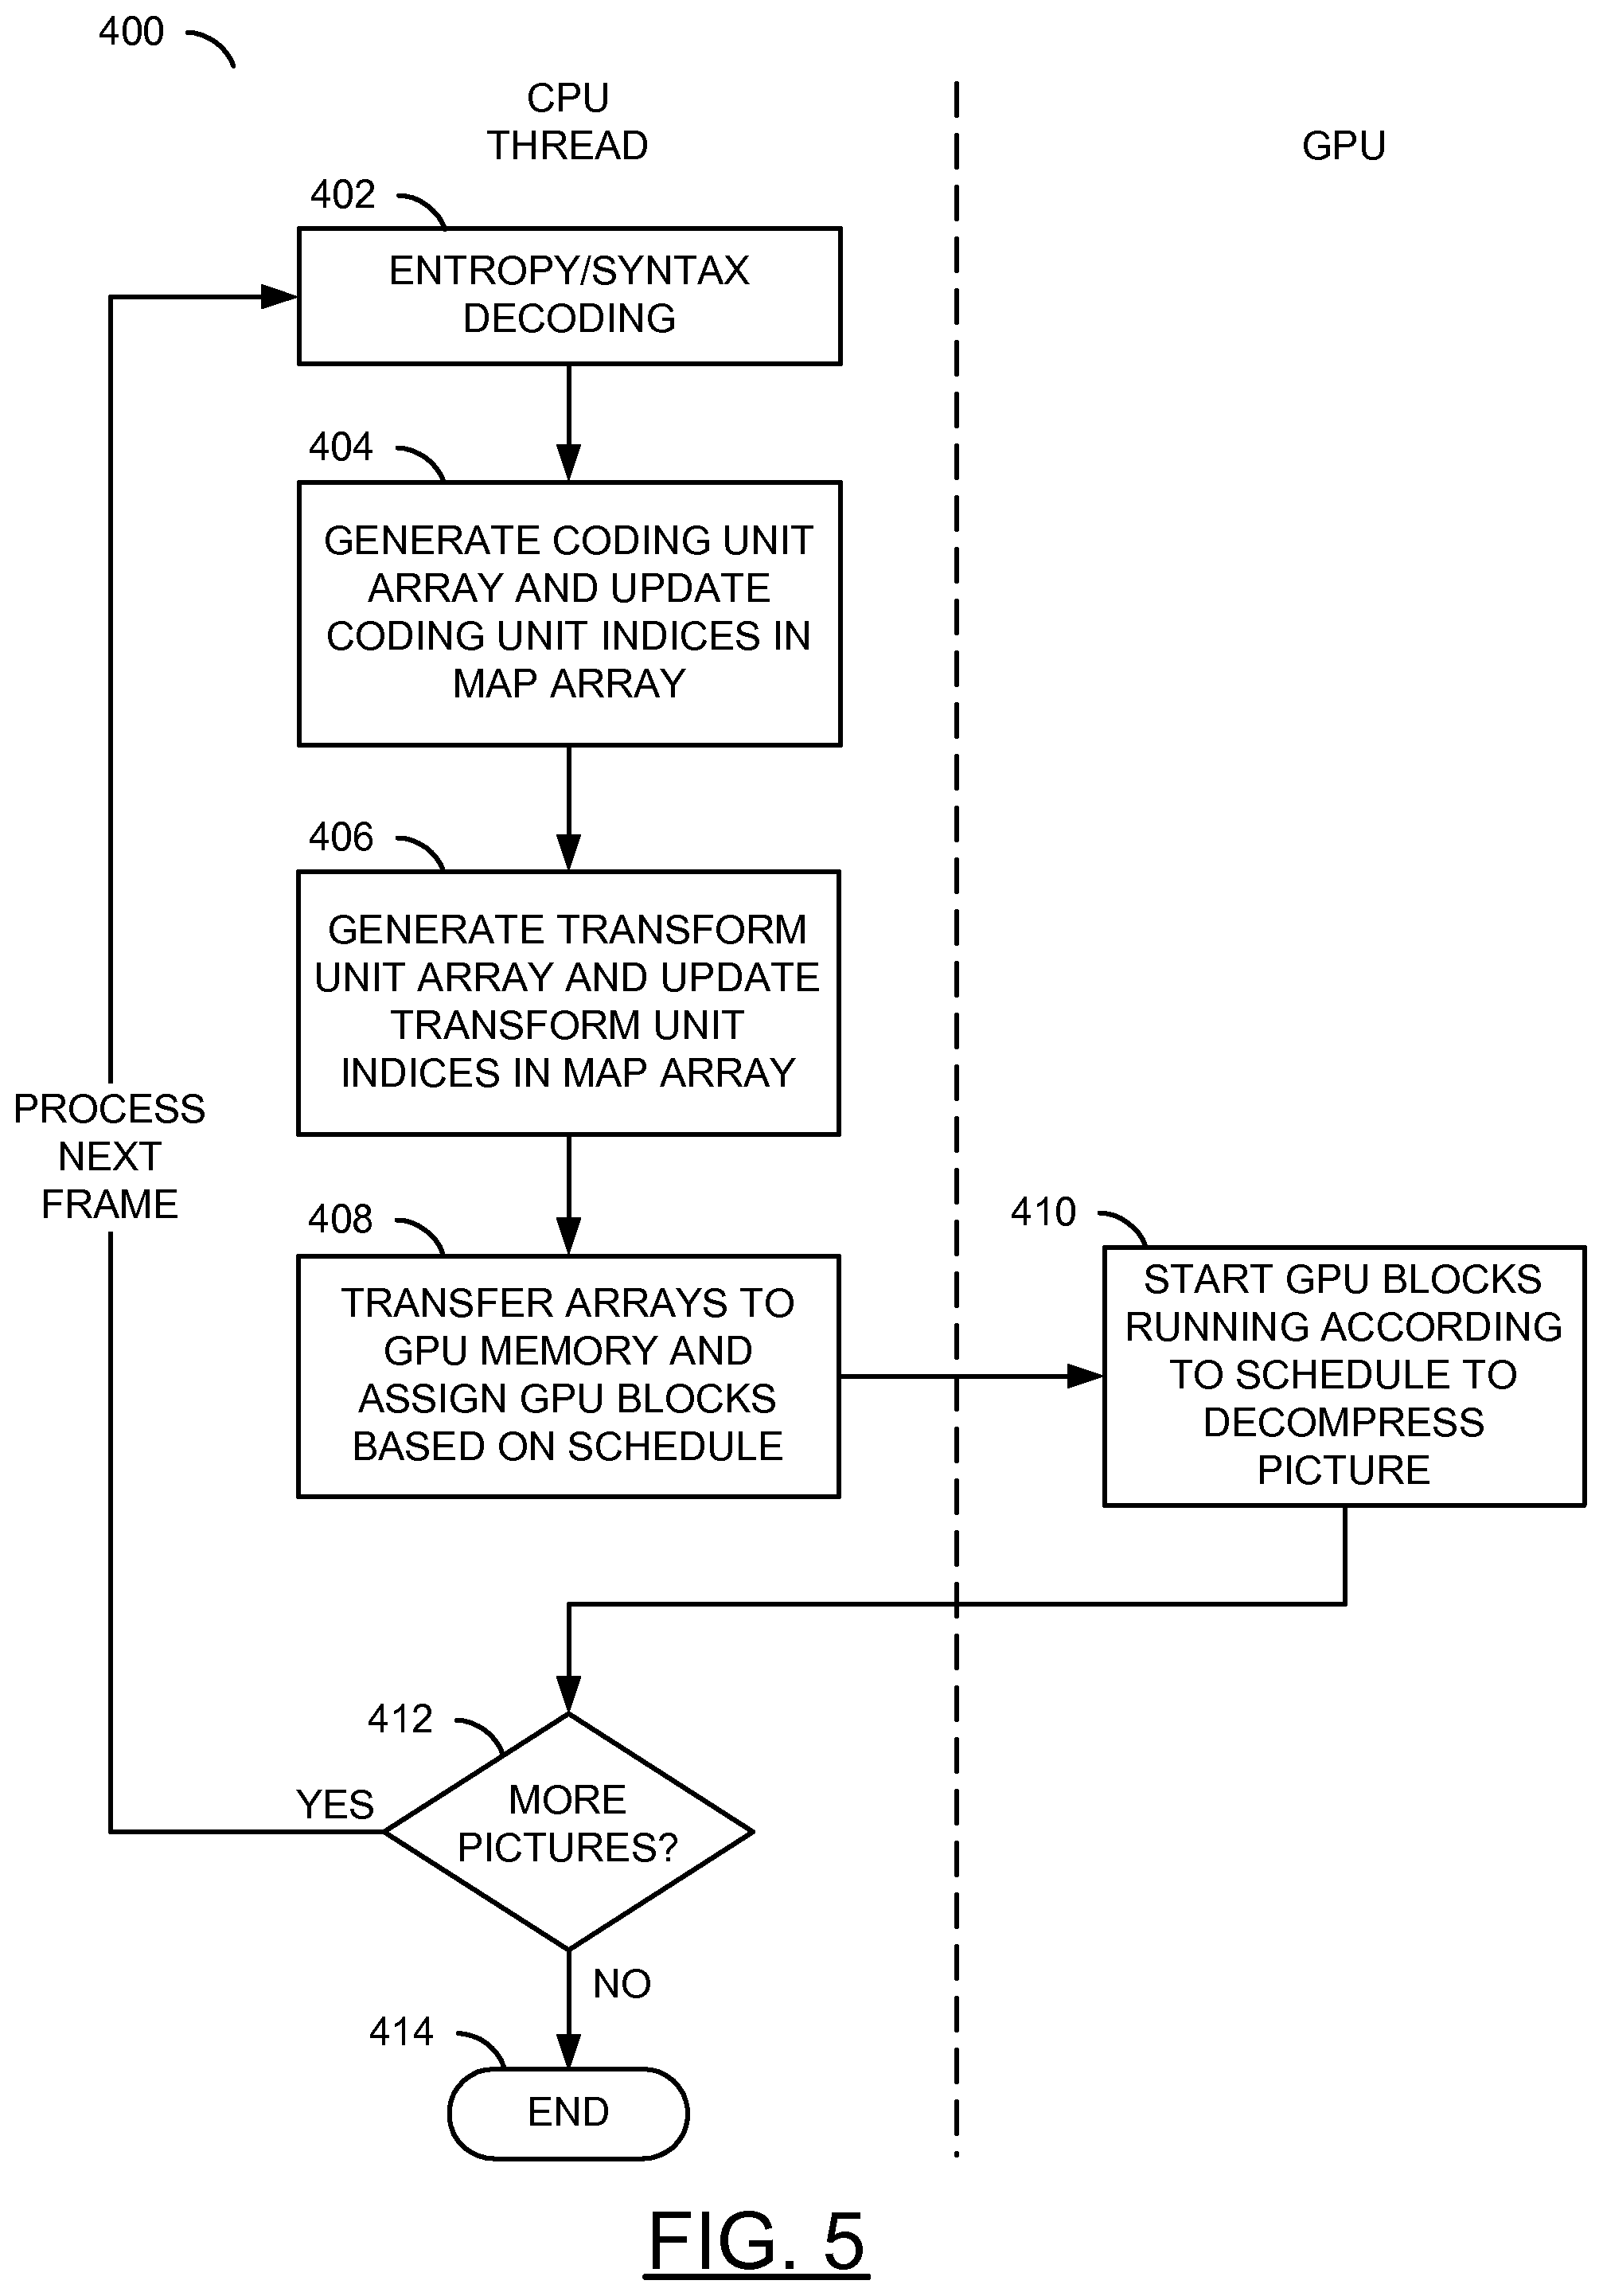 400
CPU
THREAD
GPU
402
ENTROPY/SYNTAX
DECODING
404
GENERATE CODING UNIT
ARRAY AND UPDATE
CODING UNIT INDICES IN
MAP ARRAY
406
GENERATE TRANSFORM
UNIT ARRAY AND UPDATE
TRANSFORM UNIT
INDICES IN MAP ARRAY
PROCESS
NEXT
FRAME
408
TRANSFER ARRAYS TO
GPU MEMORY AND
ASSIGN GPU BLOCKS
BASED ON SCHEDULE
410
START GPU BLOCKS
RUNNING ACCORDING
TO SCHEDULE TO
DECOMPRESS
PICTURE
412
MORE
PICTURES?
YES
NO
414
END
FIG. 5